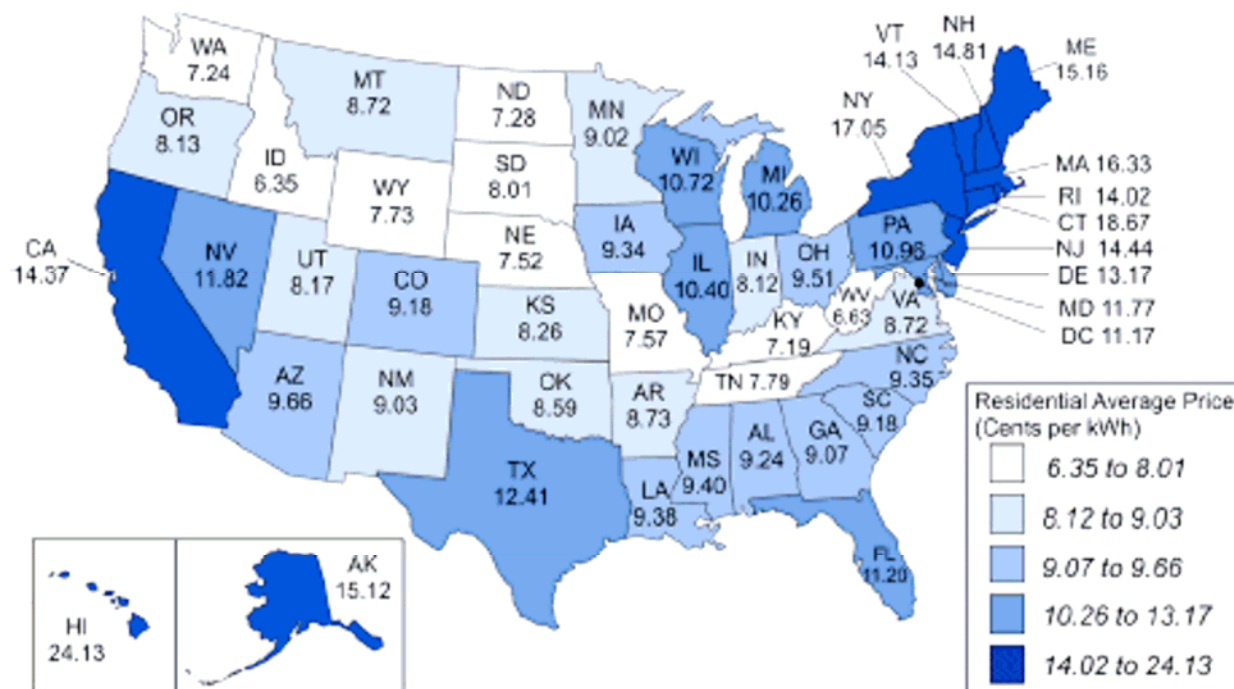 WA
7.24
MT
8.72
ND
7.28
MN
9.02
VT
14.13
NH
14.81
ME
15.16
OR
8.13
ID
6.35
SD
8.01
WI
10.72
MI
10.26
NY
17.05
WY
7.73
MA 16.33
RI 14.02
CT 18.67
NJ 14.44
DE 13.17
MD 11.77
DC 11.17
CA
14.37
NV
11.82
UT
8.17
CO
9.18
NE
7.52
IA
9.34
IL
10.40
IN
8.12
OH
9.51
PA
10.96
WV
6.63
VA
8.72
KS
8.26
MO
7.57
KY
7.19
NC
9.35
AZ
9.66
NM
9.03
OK
8.59
AR
8.73
TN 7.79
SC
9.18
TX
12.41
LA
9.38
MS
9.40
AL
9.24
GA
9.07
FL
11.20
HI
24.13
AK
15.12
Residential Average Price
(Cents per kWh)
6.35 to 8.01
8.12 to 9.03
9.07 to 9.66
10.26 to 13.17
14.02 to 24.13